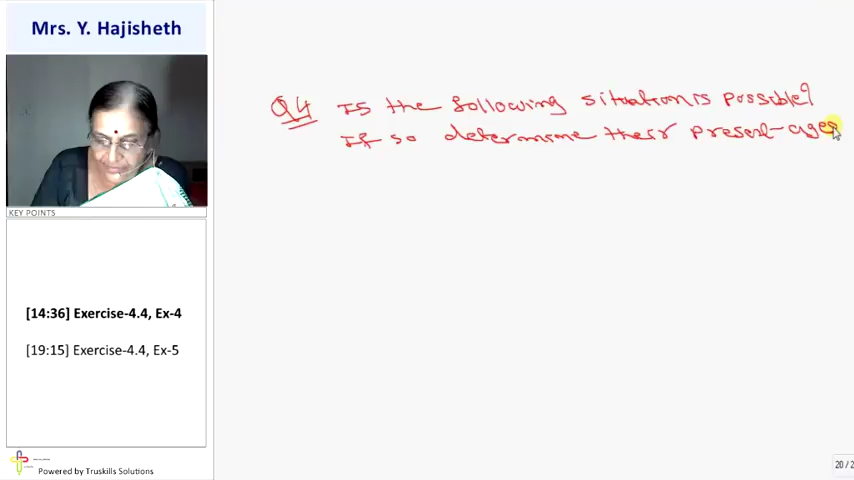 Mrs. Y. Hajisheth
Q4 Is the following situation is possible?
If so determine their present ages
KEY POINTS
[14:36] Exercise-4.4, Ex-4
[19:15] Exercise-4.4, Ex-5
Powered by Truskills Solutions
20 / 2